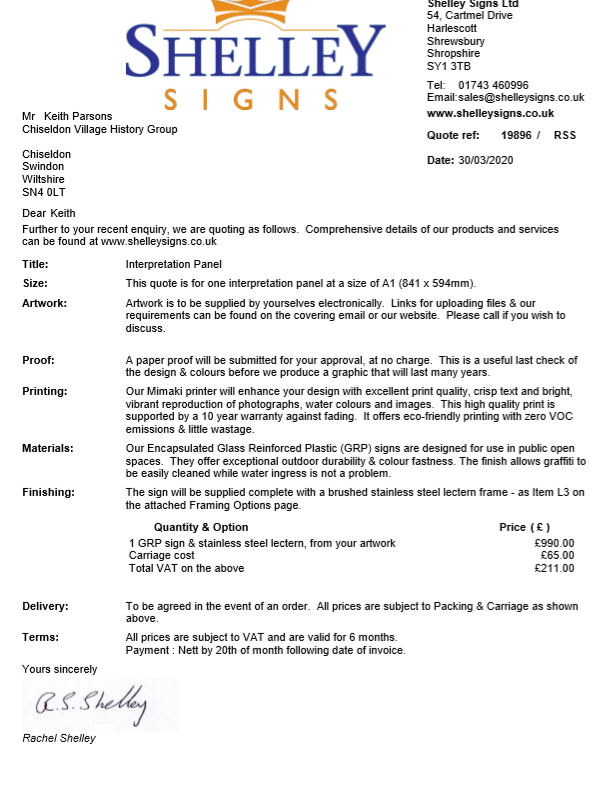 SHELLEY
SIGNS
Shelley Signs Ltd
54, Cartmel Drive
Harlescott
Shrewsbury
Shropshire
SY1 3TB
Tel: 01743 460996
Email:sales@shelleysigns.co.uk
www.shelleysigns.co.uk
Quote ref: 19896 / RSS
Date: 30/03/2020
Mr Keith Parsons
Chiseldon Village History Group
Chiseldon
Swindon
Wiltshire
SN4 0LT
Dear Keith
Further to your recent enquiry, we are quoting as follows. Comprehensive details of our products and services
can be found at www.shelleysigns.co.uk
Title: Interpretation Panel
Size: This quote is for one interpretation panel at a size of A1 (841 x 594mm).
Artwork: Artwork is to be supplied by yourselves electronically. Links for uploading files & our
requirements can be found on the covering email or our website. Please call if you wish to
discuss.
Proof: A paper proof will be submitted for your approval, at no charge. This is a useful last check of
the design & colours before we produce a graphic that will last many years.
Printing: Our Mimaki printer will enhance your design with excellent print quality, crisp text and bright,
vibrant reproduction of photographs, water colours and images. This high quality print is
supported by a 10 year warranty against fading. It offers eco-friendly printing with zero VOC
emissions & little wastage.
Materials: Our Encapsulated Glass Reinforced Plastic (GRP) signs are designed for use in public open
spaces. They offer exceptional outdoor durability & colour fastness. The finish allows graffiti to
be easily cleaned while water ingress is not a problem.
Finishing: The sign will be supplied complete with a brushed stainless steel lectern frame - as Item L3 on
the attached Framing Options page.
Quantity & Option Price ( £ )
1 GRP sign & stainless steel lectern, from your artwork £990.00
Carriage cost £65.00
Total VAT on the above £211.00
Delivery: To be agreed in the event of an order. All prices are subject to Packing & Carriage as shown
above.
Terms: All prices are subject to VAT and are valid for 6 months.
Payment : Nett by 20th of month following date of invoice.
Yours sincerely
R.S. Shelley
Rachel Shelley